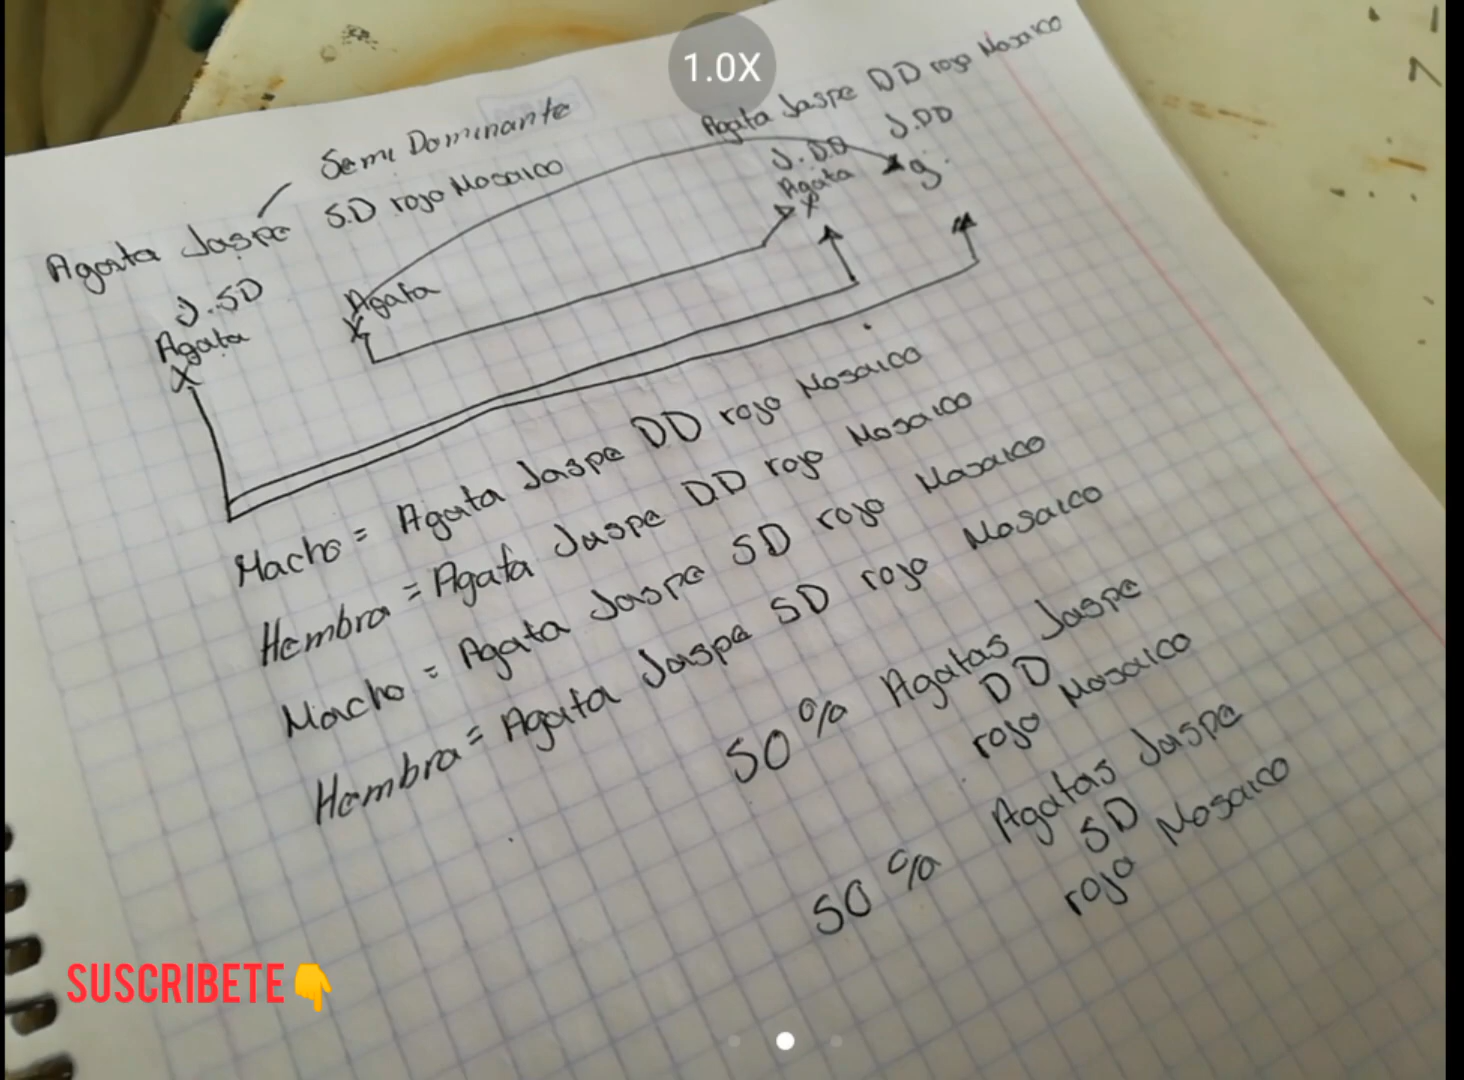 1.0X
Semi Dominante
Agata Jaspe S.D rojo Mosaico
Agata Jaspe DD rojo Mosaico
J.SD
Agata
Agata
J.DD
Agata
X
J.DD
g.
X
X
Macho = Agata Jaspe DD rojo Mosaico
Hembra = Agata Jaspe DD rojo Mosaico
Macho = Agata Jaspe SD rojo Mosaico
Hembra = Agata Jaspe SD rojo Mosaico
50% Agatas Jaspe
DD
rojo Mosaico
50% Agatas Jaspe
SD
rojo Mosaico
SUSCRIBETE